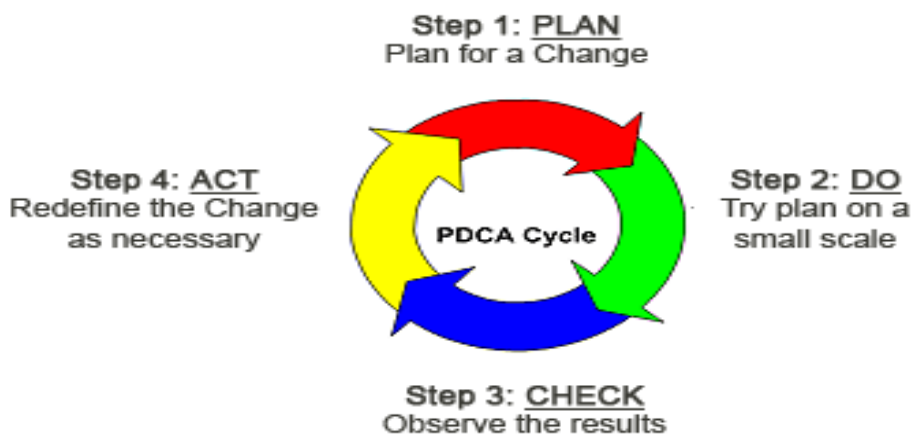 Step 1: PLAN
Plan for a Change
Step 4: ACT
Redefine the Change
as necessary
PDCA Cycle
Step 2: DO
Try plan on a
small scale
Step 3: CHECK
Observe the results